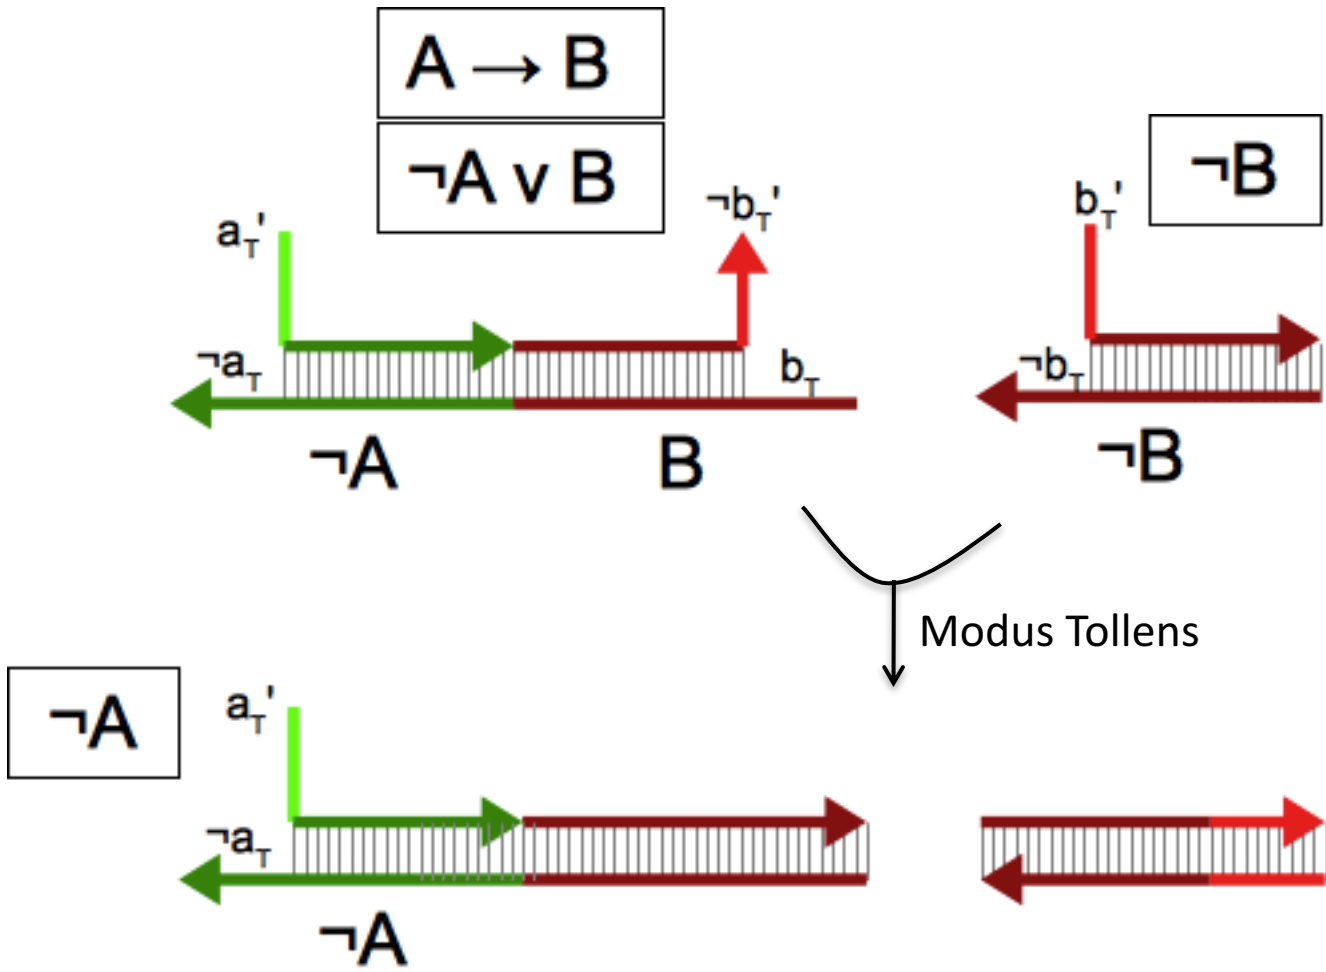 A → B
¬A v B
¬B
a_T'
¬b_T'
b_T'
¬a_T
b_T
¬b_T
¬A
B
¬B
Modus Tollens
¬A
a_T'
¬a_T
¬A